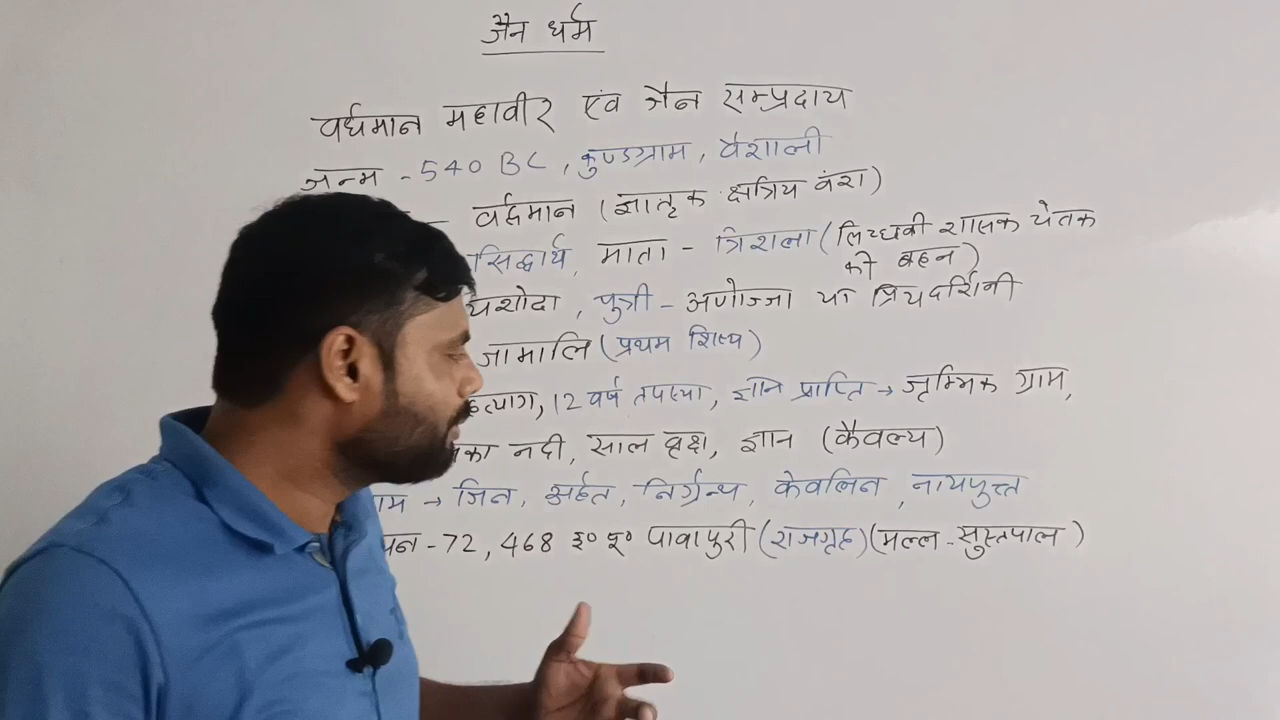 जैन धर्म
वर्धमान महावीर एवं जैन सम्प्रदाय
जन्म - 540 BC, कुण्डग्राम, वैशाली
- वर्द्धमान (ज्ञातृक क्षत्रिय वंश)
सिद्धार्थ, माता - त्रिशला (लिच्छवी शासक चेतक
की बहन)
यशोदा, पुत्री - अणोज्जा या प्रियदर्शिनी
जामालि (प्रथम शिष्य)
12 वर्ष तपस्या, ज्ञान प्राप्ति → जृम्भिक ग्राम,
नदी, साल वृक्ष, ज्ञान (कैवल्य)
→ जिन, अर्हत, निर्ग्रन्थ, केवलिन, नायपुत्त
- 72, 468 ई० पू० पावापुरी (राजगृह) (मल्ल - सुस्तपाल)